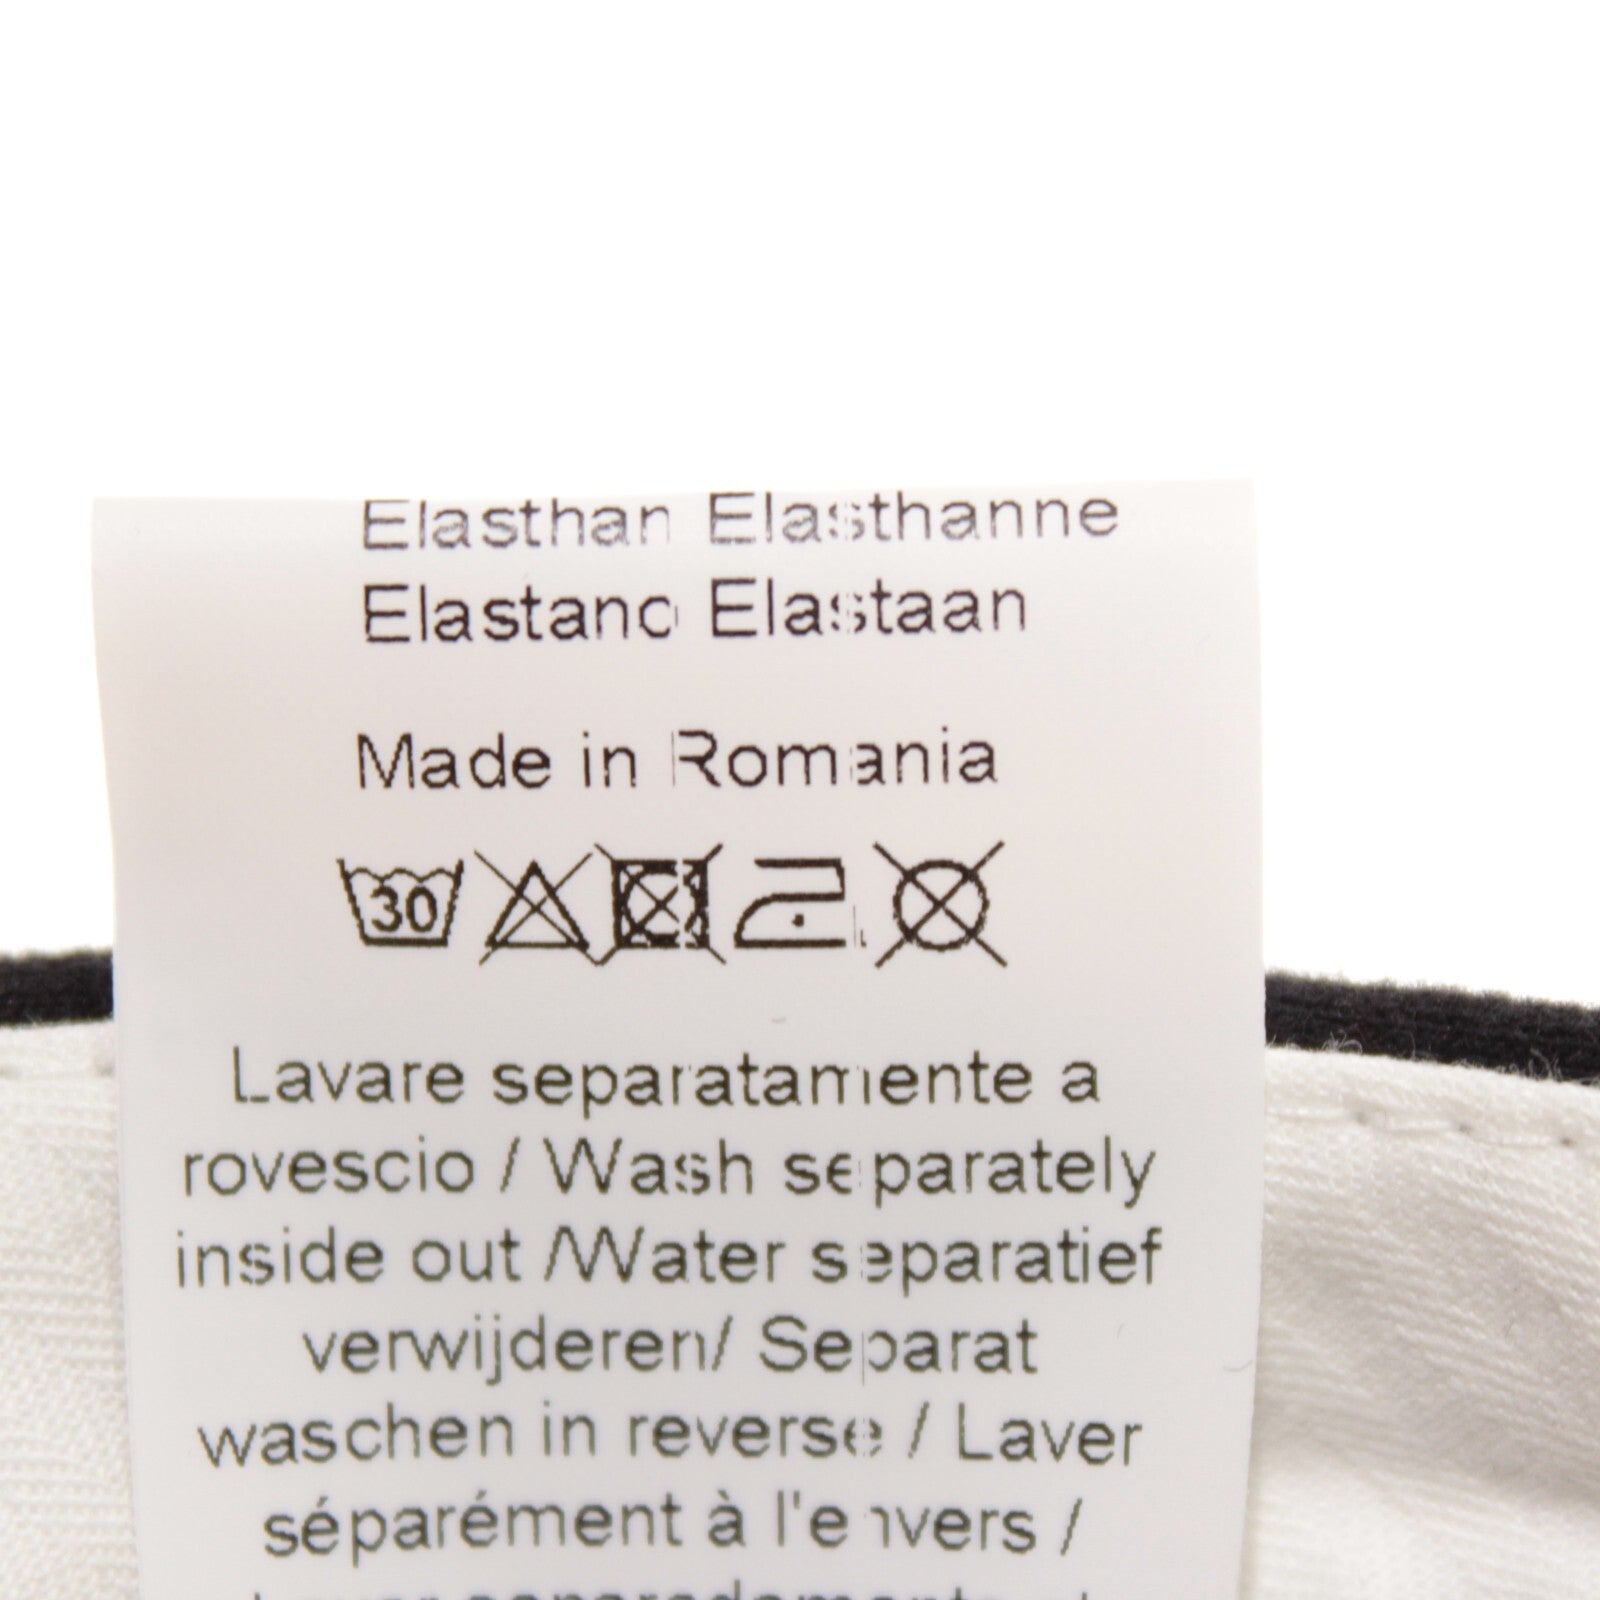 Elasthan Elasthanne
Elastano Elastaan
Made in Romania
30
Lavare separatamente a
rovescio / Wash separately
inside out /Water separatief
verwijderen/ Separat
waschen in reverse / Laver
séparément à l'envers /